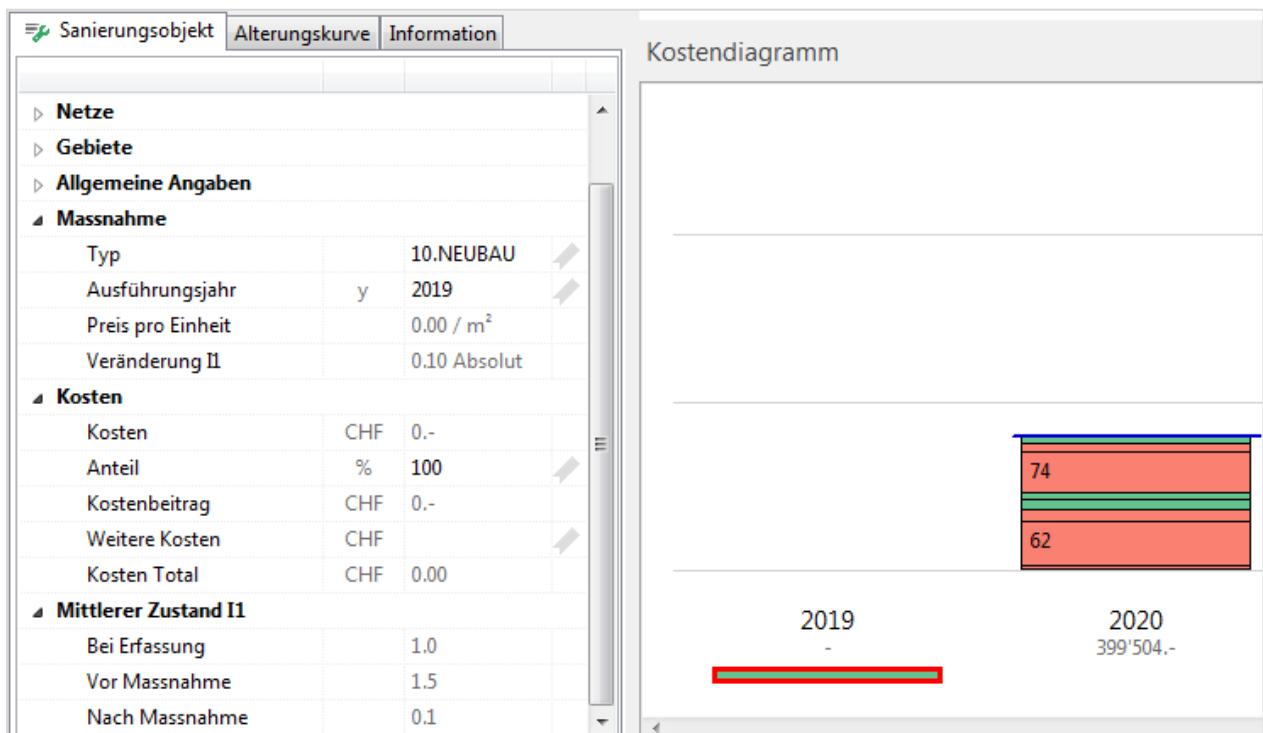 Sanierungsobjekt Alterungskurve Information
Netze
Gebiete
Allgemeine Angaben
Massnahme
Typ 10.NEUBAU
Ausführungsjahr y 2019
Preis pro Einheit 0.00 / m²
Veränderung I1 0.10 Absolut
Kosten
Kosten CHF 0.-
Anteil % 100
Kostenbeitrag CHF 0.-
Weitere Kosten CHF
Kosten Total CHF 0.00
Mittlerer Zustand I1
Bei Erfassung 1.0
Vor Massnahme 1.5
Nach Massnahme 0.1
Kostendiagramm
74
62
2019 2020
- 399'504.-